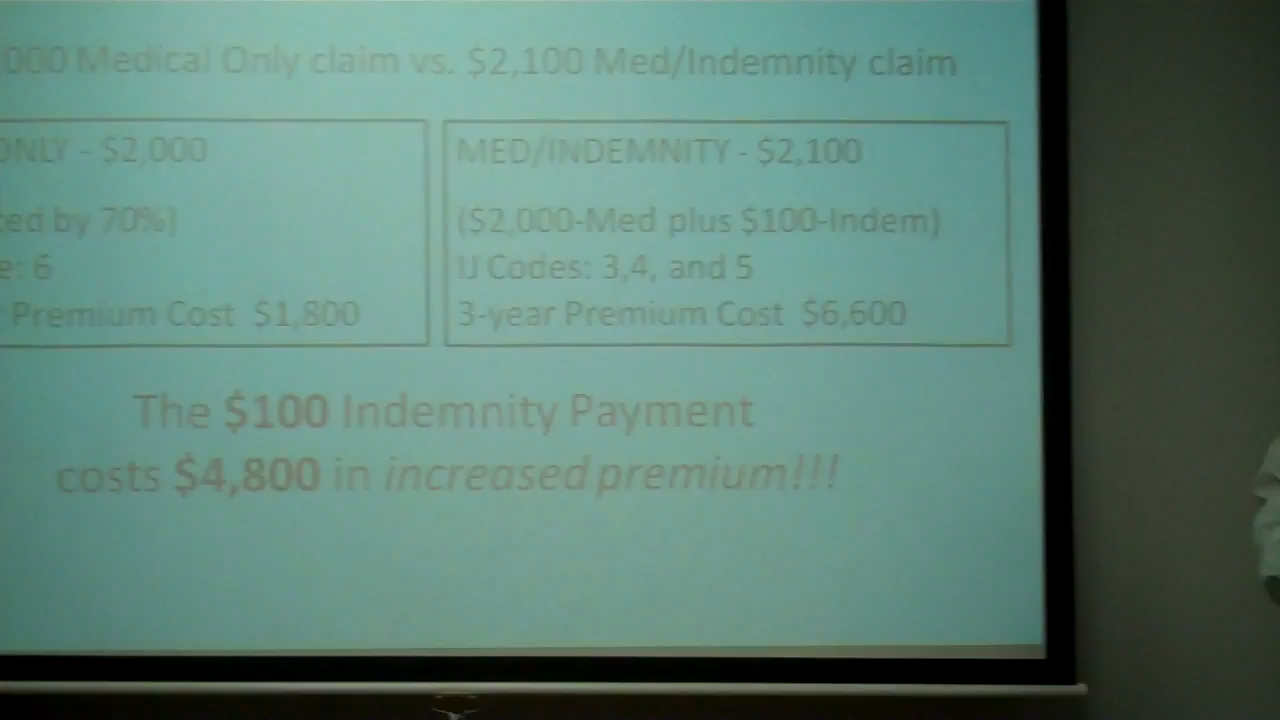 000 Medical Only claim vs. $2,100 Med/Indemnity claim
ONLY - $2,000
ted by 70%)
e: 6
Premium Cost $1,800
MED/INDEMNITY - $2,100
($2,000-Med plus $100-Indem)
IJ Codes: 3,4, and 5
3-year Premium Cost $6,600
The $100 Indemnity Payment
costs $4,800 in increased premium!!!